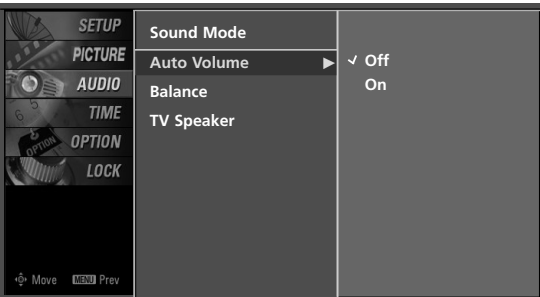 SETUP
PICTURE
AUDIO
TIME
OPTION
LOCK
Move MENU Prev
Sound Mode
Auto Volume
Balance
TV Speaker
Off
On